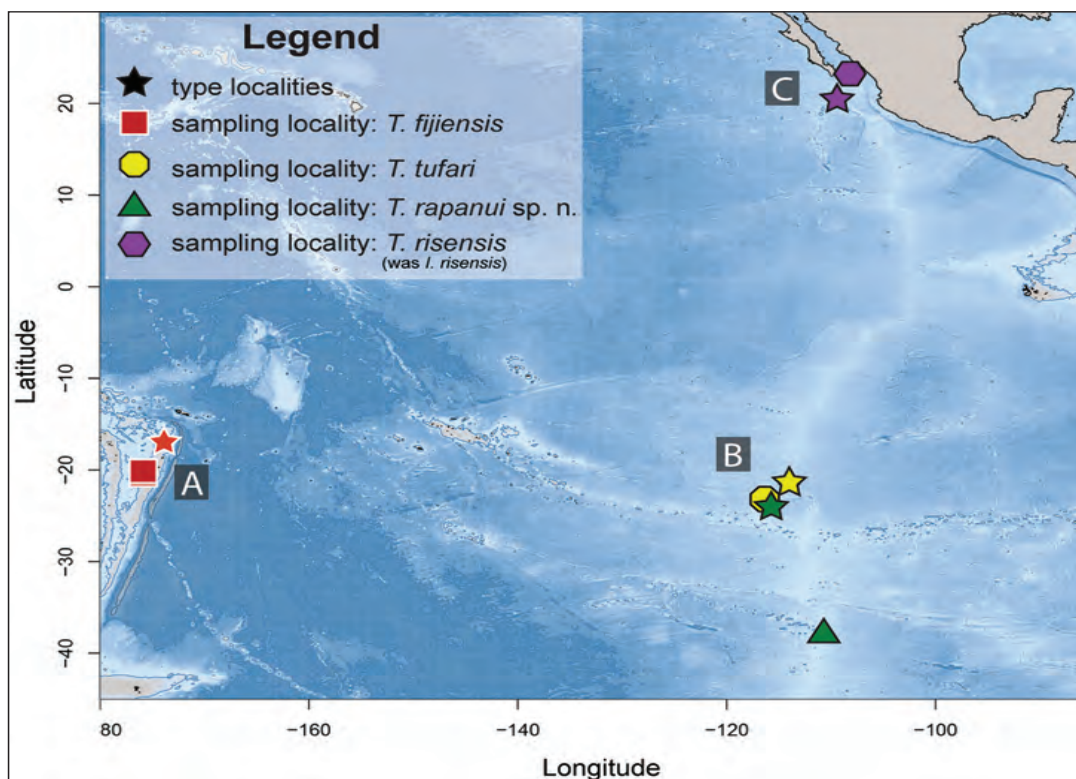 Legend
type localities
sampling locality: T. fijiensis
sampling locality: T. tufari
sampling locality: T. rapanui sp. n.
sampling locality: T. risensis
(was I. risensis)
C
B
A
Latitude
20
10
0
−10
−20
−30
−40
80
−160
−140
−120
−100
Longitude